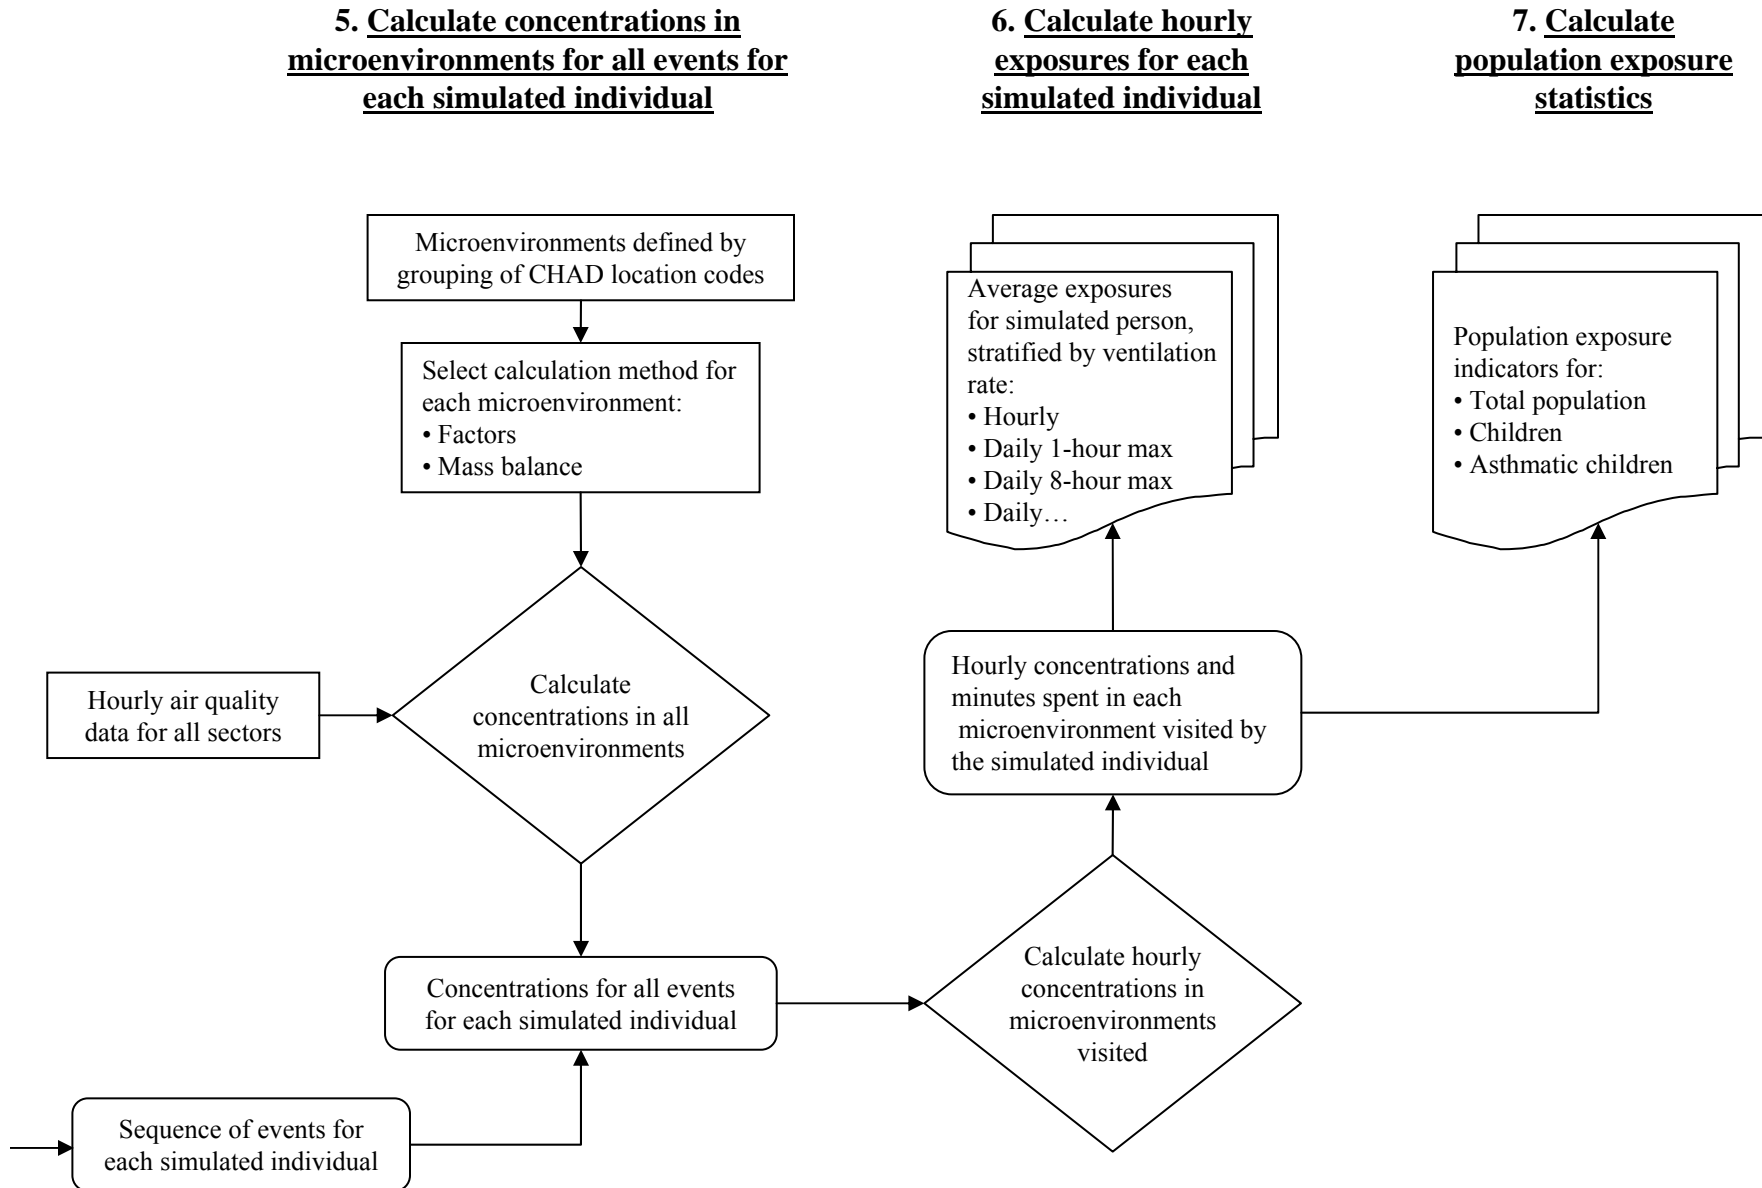 5. Calculate concentrations in
microenvironments for all events for
each simulated individual
6. Calculate hourly
exposures for each
simulated individual
7. Calculate
population exposure
statistics
Microenvironments defined by
grouping of CHAD location codes
Select calculation method for
each microenvironment:
• Factors
• Mass balance
Hourly air quality
data for all sectors
Calculate
concentrations in all
microenvironments
Concentrations for all events
for each simulated individual
Sequence of events for
each simulated individual
Average exposures
for simulated person,
stratified by ventilation
rate:
• Hourly
• Daily 1-hour max
• Daily 8-hour max
• Daily…
Hourly concentrations and
minutes spent in each
microenvironment visited by
the simulated individual
Calculate hourly
concentrations in
microenvironments
visited
Population exposure
indicators for:
• Total population
• Children
• Asthmatic children